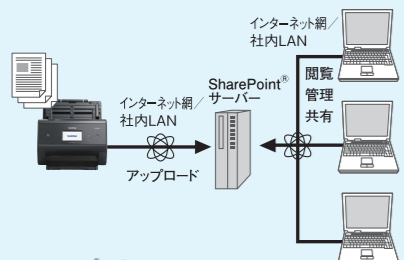 インターネット網／
社内LAN
アップロード
SharePoint®
サーバー
インターネット網／
社内LAN
閲覧
管理
共有